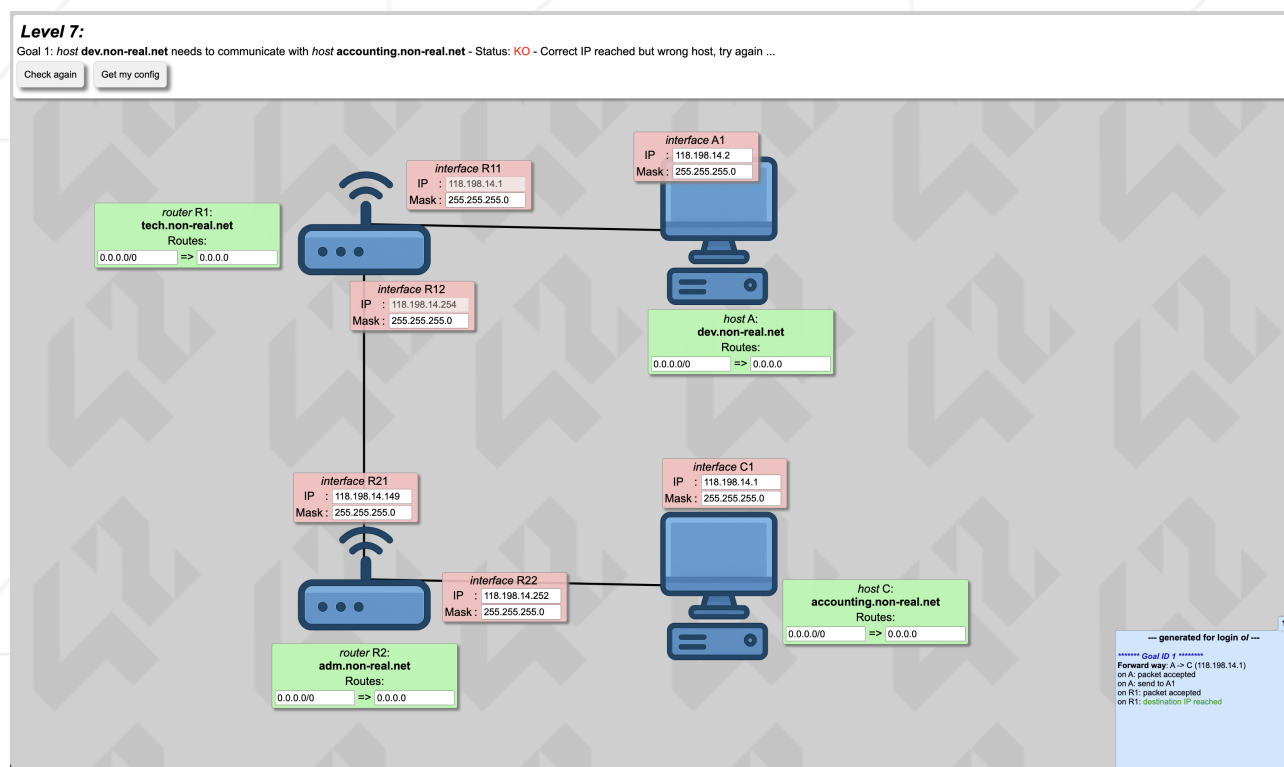 Level 7:
Goal 1: host dev.non-real.net needs to communicate with host accounting.non-real.net - Status: KO - Correct IP reached but wrong host, try again ...
Check again
Get my config
interface R11
IP : 118.198.14.1
Mask : 255.255.255.0
interface A1
IP : 118.198.14.2
Mask : 255.255.255.0
router R1:
tech.non-real.net
Routes:
0.0.0.0/0 => 0.0.0.0
interface R12
IP : 118.198.14.254
Mask : 255.255.255.0
host A:
dev.non-real.net
Routes:
0.0.0.0/0 => 0.0.0.0
interface R21
IP : 118.198.14.149
Mask : 255.255.255.0
interface C1
IP : 118.198.14.1
Mask : 255.255.255.0
interface R22
IP : 118.198.14.252
Mask : 255.255.255.0
host C:
accounting.non-real.net
Routes:
0.0.0.0/0 => 0.0.0.0
router R2:
adm.non-real.net
Routes:
0.0.0.0/0 => 0.0.0.0
--- generated for login ol ---
******* Goal ID 1 ********
Forward way: A -> C (118.198.14.1)
on A: packet accepted
on A: send to A1
on R1: packet accepted
on R1: destination IP reached